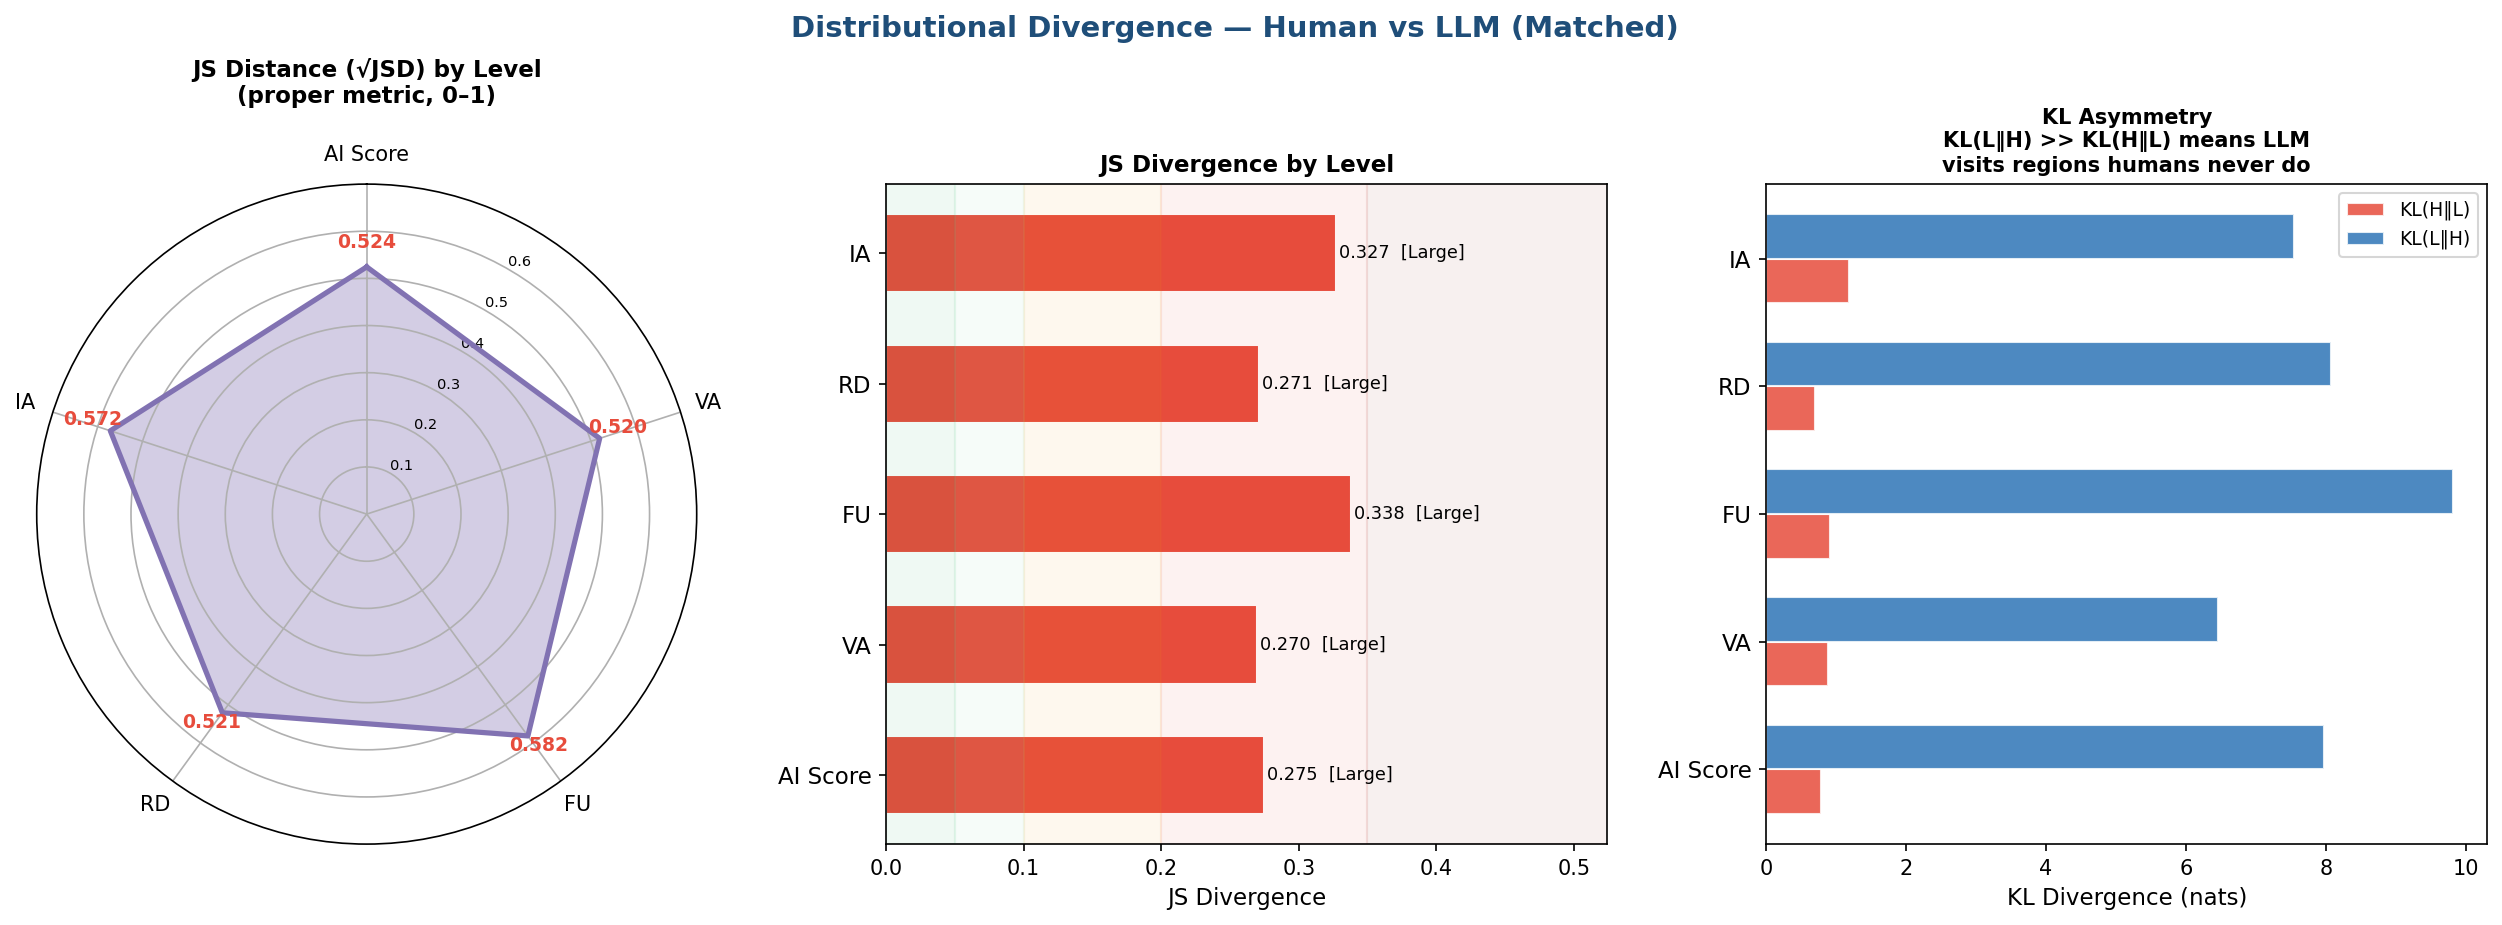 Distributional Divergence — Human vs LLM (Matched)
JS Distance (√JSD) by Level
(proper metric, 0–1)
AI Score
VA
FU
RD
IA
0.1
0.2
0.3
0.4
0.5
0.6
0.524
0.520
0.582
0.521
0.572
JS Divergence by Level
IA
0.327 [Large]
RD
0.271 [Large]
FU
0.338 [Large]
VA
0.270 [Large]
AI Score
0.275 [Large]
0.0 0.1 0.2 0.3 0.4 0.5
JS Divergence
KL Asymmetry
KL(L‖H) >> KL(H‖L) means LLM
visits regions humans never do
KL(H‖L)
KL(L‖H)
IA
RD
FU
VA
AI Score
0 2 4 6 8 10
KL Divergence (nats)